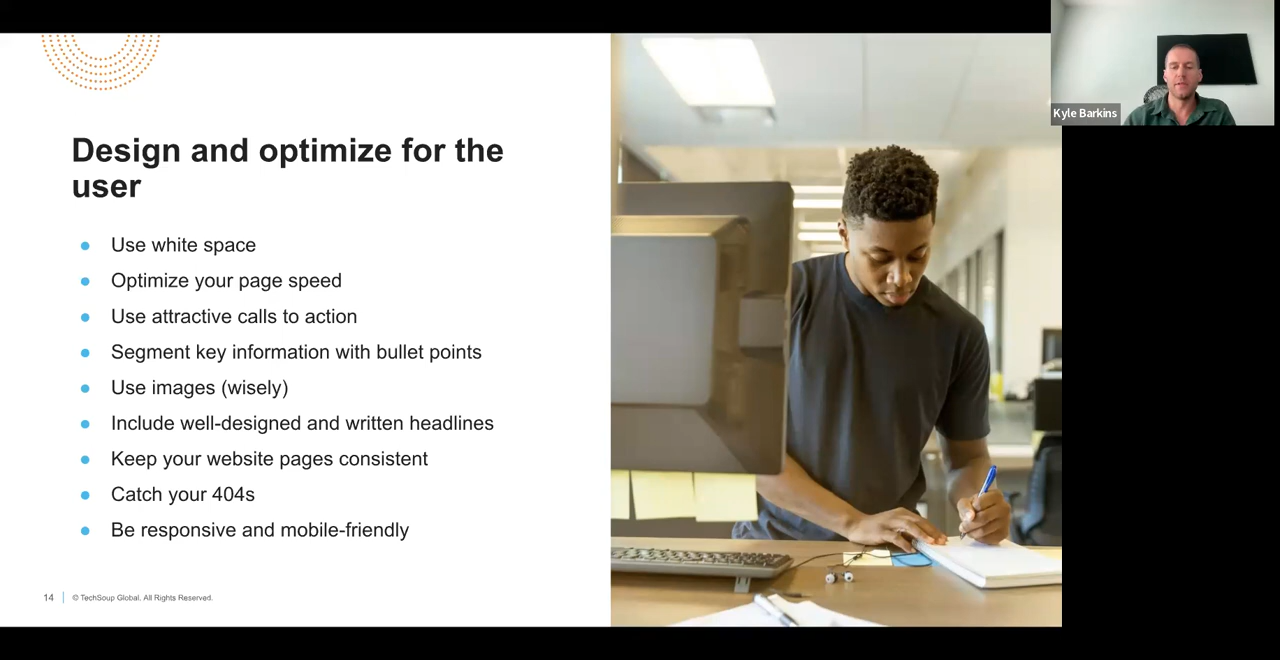 Kyle Barkins
Design and optimize for the
user
Use white space
Optimize your page speed
Use attractive calls to action
Segment key information with bullet points
Use images (wisely)
Include well-designed and written headlines
Keep your website pages consistent
Catch your 404s
Be responsive and mobile-friendly
14
© TechSoup Global. All Rights Reserved.